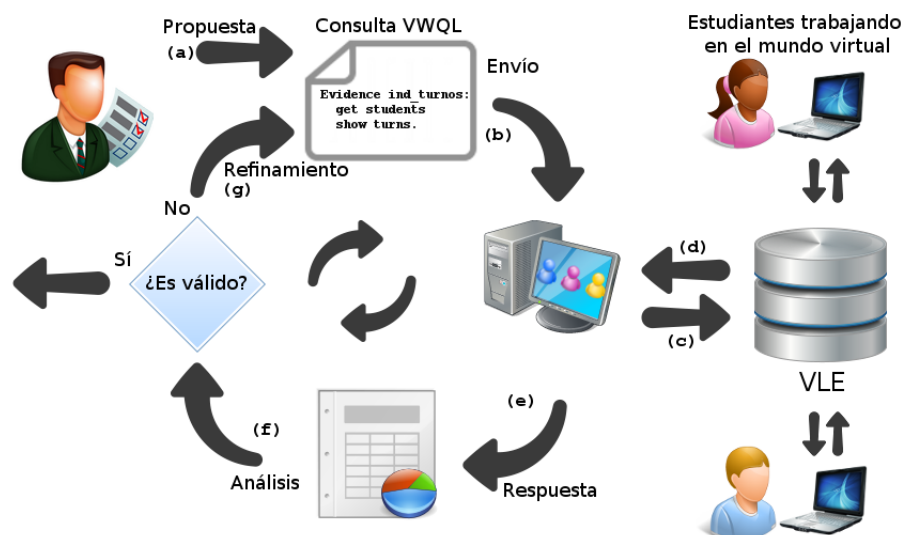 Propuesta
(a)
Consulta VWQL
Evidence ind_turnos:
get students
show turns.
Envío
(b)
Estudiantes trabajando
en el mundo virtual
Refinamiento
(g)
No
Sí
¿Es válido?
(d)
(c)
VLE
(e)
Respuesta
(f)
Análisis